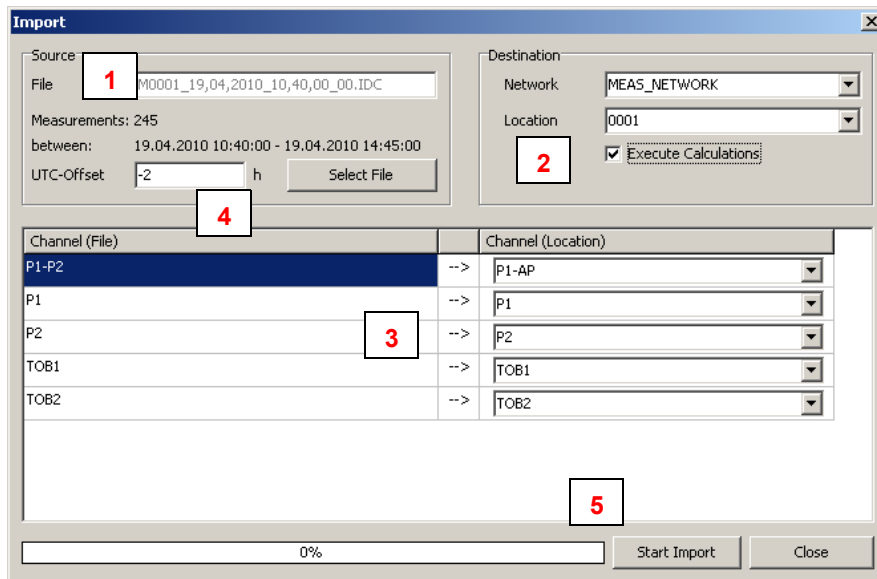 Import
Source
File 1 M0001_19,04,2010_10,40,00_00.IDC
Measurements: 245
between: 19.04.2010 10:40:00 - 19.04.2010 14:45:00
UTC-Offset -2 h Select File
4
Destination
Network MEAS_NETWORK
Location 0001
2 Execute Calculations
Channel (File) Channel (Location)
P1-P2 --> P1-AP
P1 --> P1
P2 3 --> P2
TOB1 --> TOB1
TOB2 --> TOB2
5
0% Start Import Close